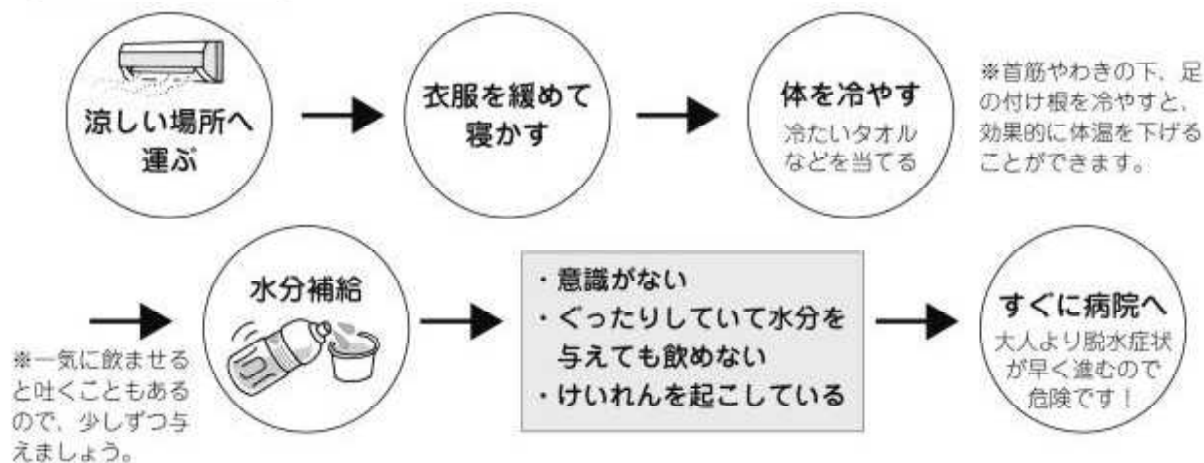 涼しい場所へ
運ぶ
衣服を緩めて
寝かす
体を冷やす
冷たいタオル
などを当てる
※首筋やわきの下、足
の付け根を冷やすと、
効果的に体温を下げる
ことができます。
※一気に飲ませる
と吐くこともある
ので、少しずつ与
えましょう。
水分補給
・意識がない
・ぐったりしていて水分を
与えても飲めない
・けいれんを起こしている
すぐに病院へ
大人より脱水症状
が早く進むので
危険です！